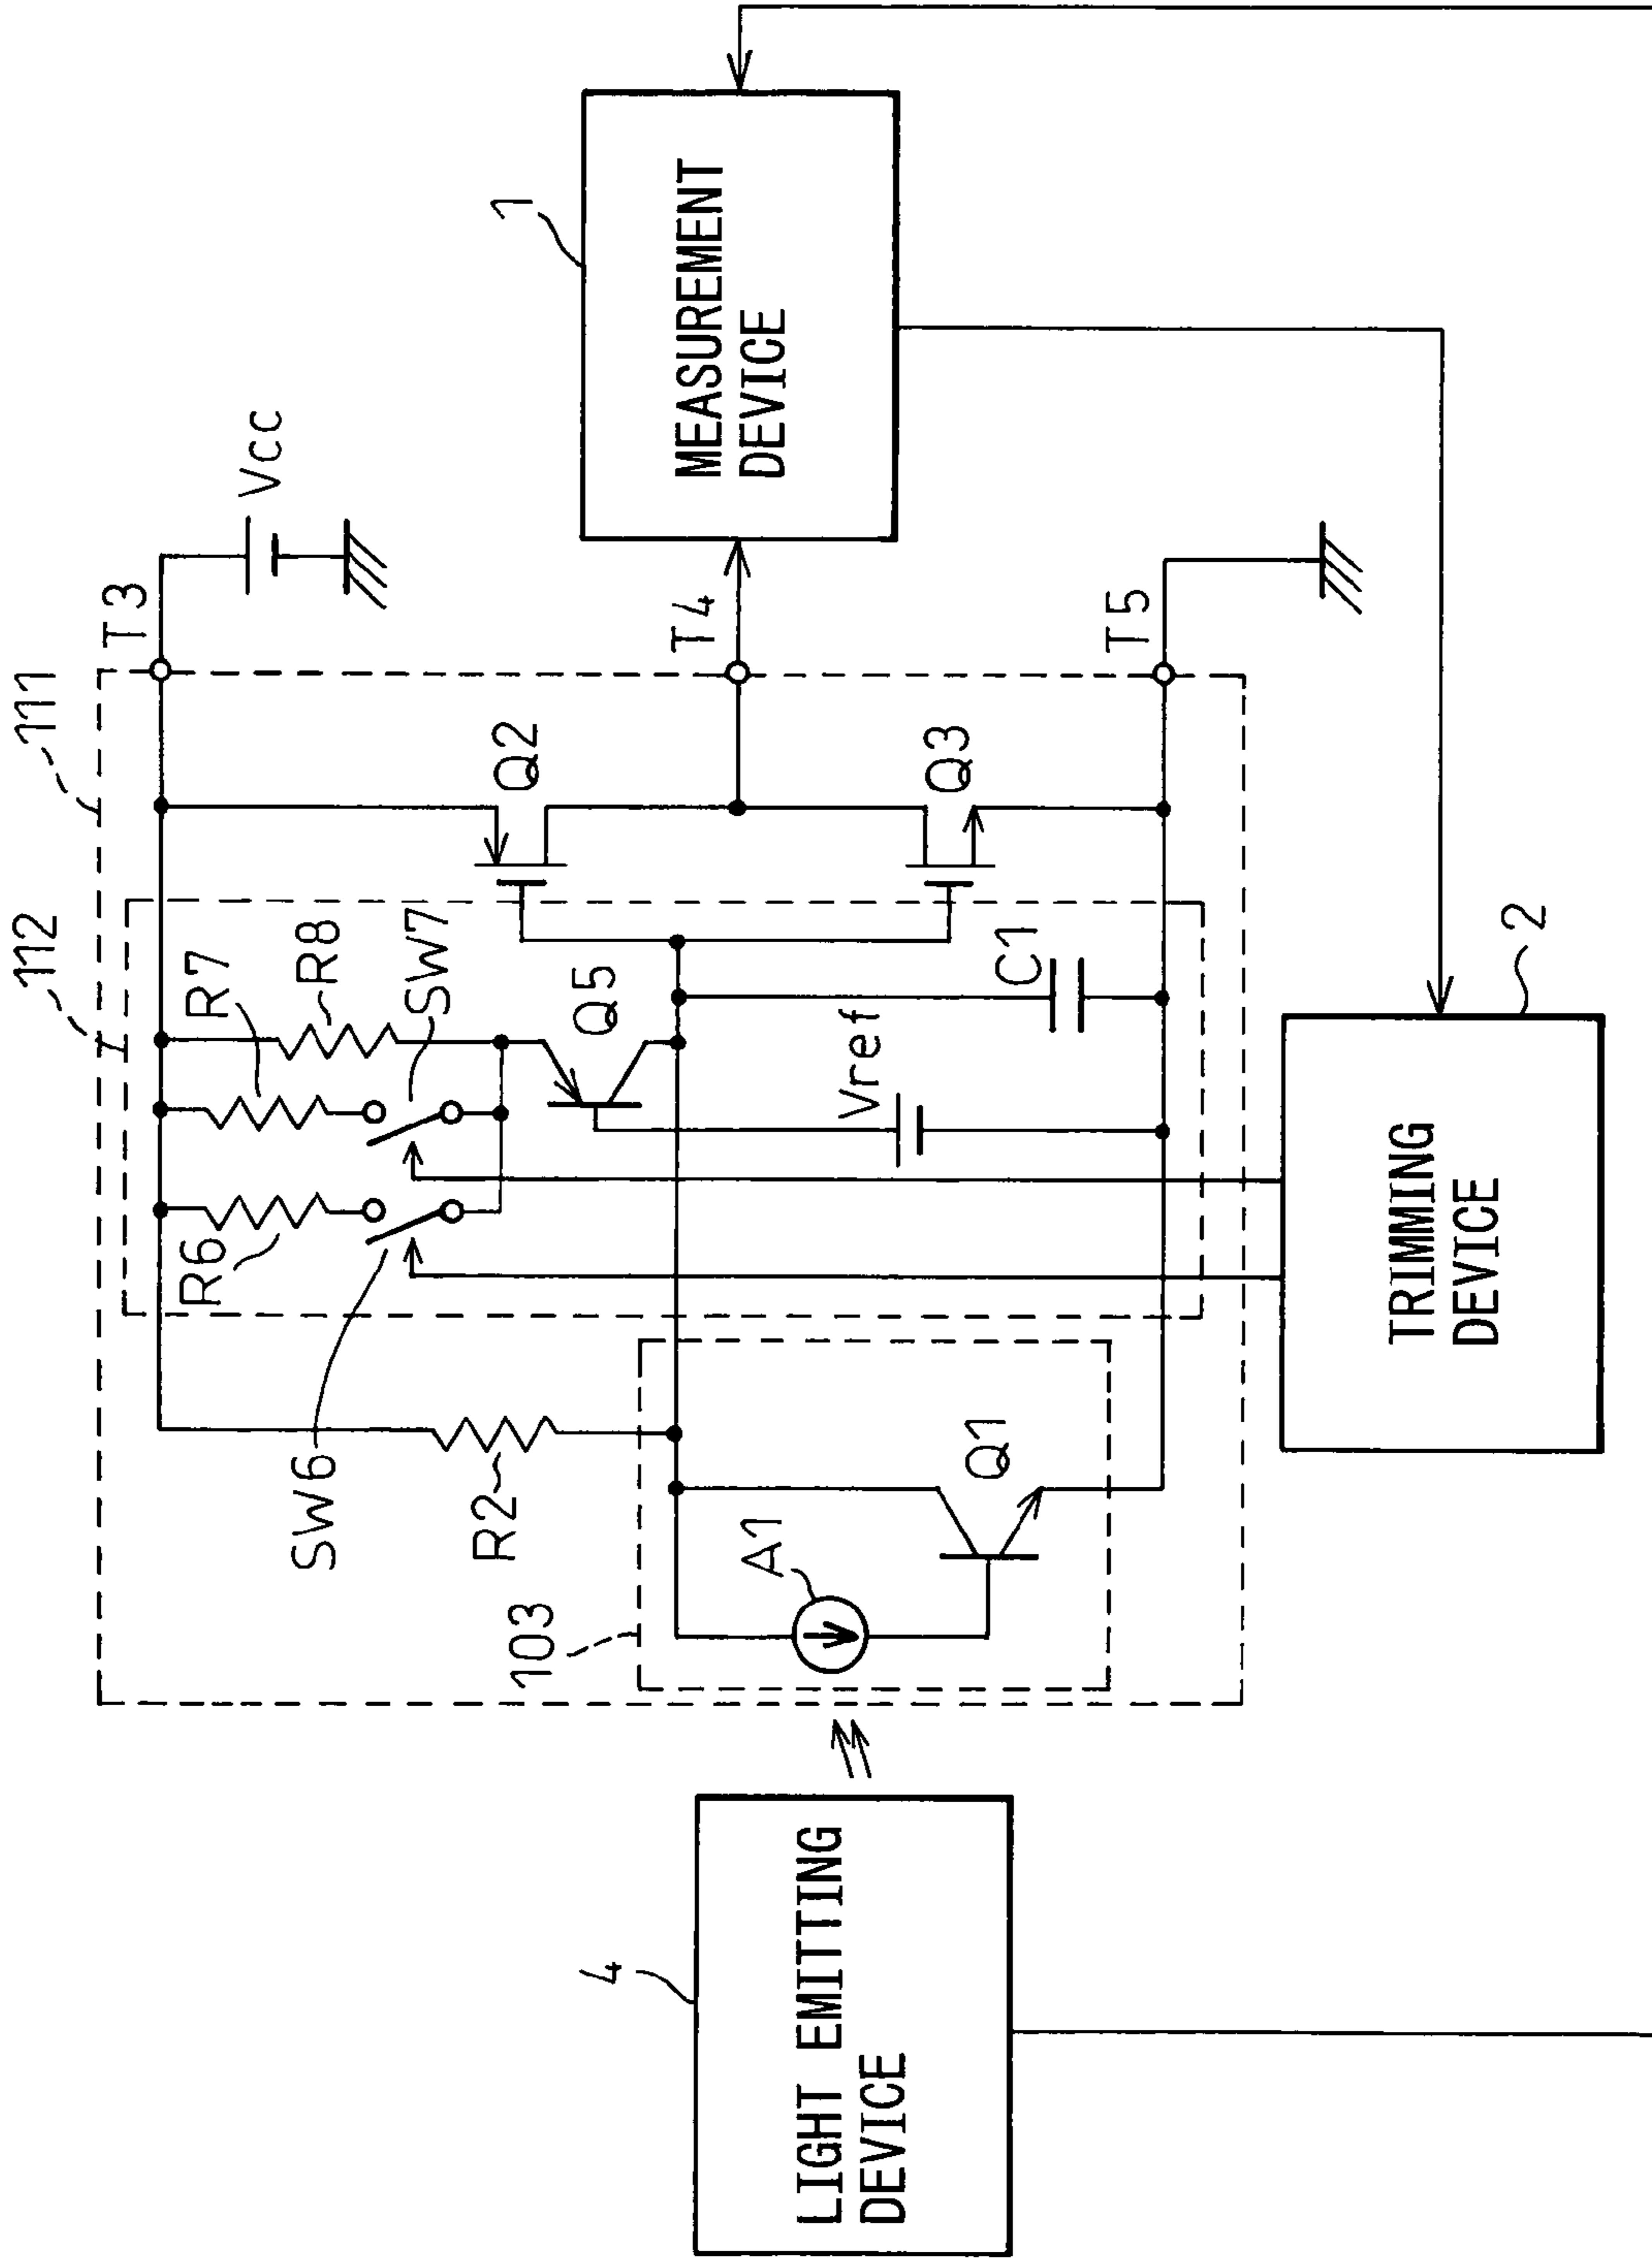 111
112
T3
Vcc
R7
R8
SW7
R6
SW6
R2
Q5
Q2
T4
1
MEASUREMENT
DEVICE
103
A1
Q1
Vref
C1
Q3
T5
4
LIGHT EMITTING
DEVICE
TRIMMING
DEVICE
2